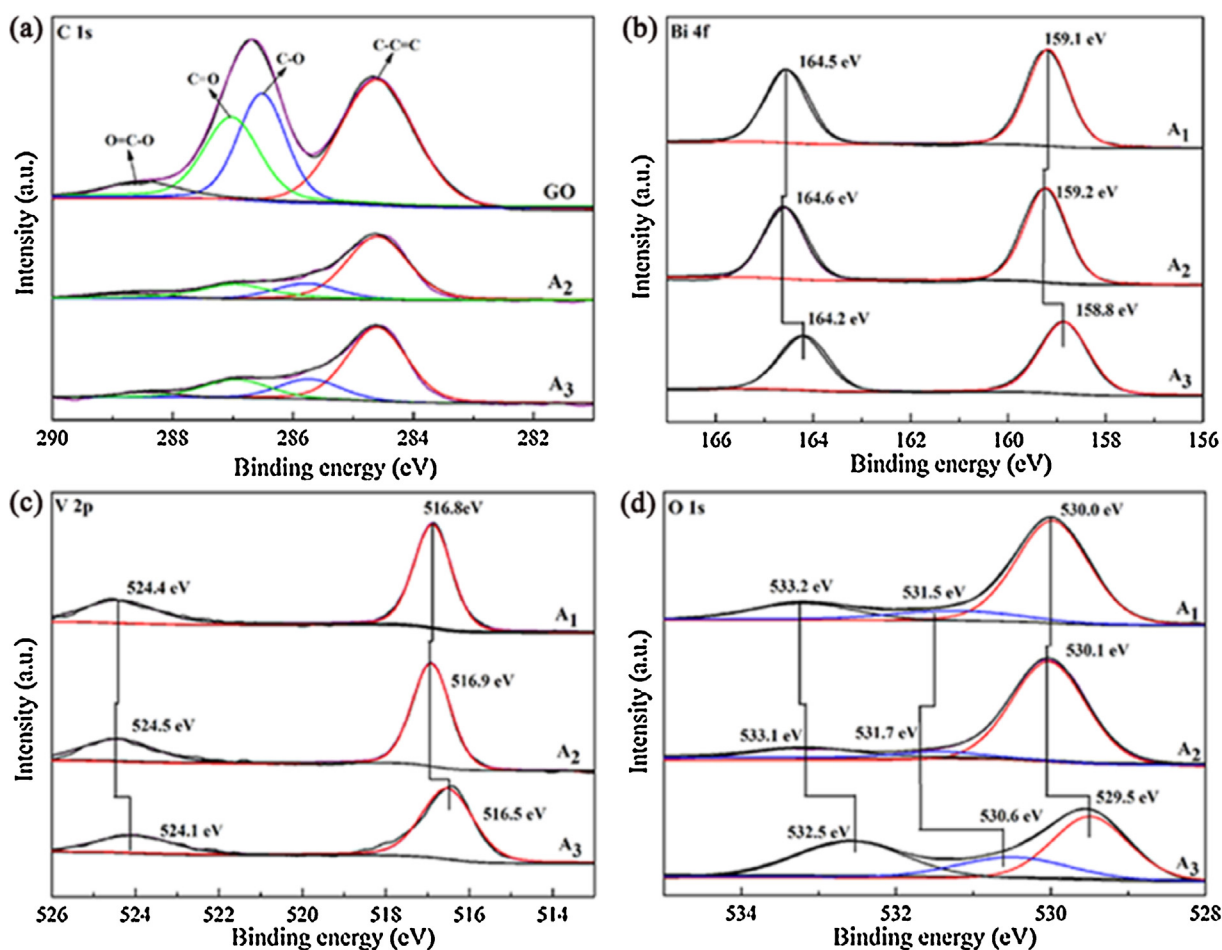 (a) C 1s
C-C=C
C=O
C-O
O=C-O
GO
A2
A3
Intensity (a.u.)
290 288 286 284 282
Binding energy (eV)
(b) Bi 4f
159.1 eV
164.5 eV
A1
164.6 eV
159.2 eV
A2
164.2 eV
158.8 eV
A3
Intensity (a.u.)
166 164 162 160 158 156
Binding energy (eV)
(c) V 2p
516.8eV
524.4 eV
A1
516.9 eV
524.5 eV
A2
524.1 eV
516.5 eV
A3
Intensity (a.u.)
526 524 522 520 518 516 514
Binding energy (eV)
(d) O 1s
530.0 eV
533.2 eV
531.5 eV
A1
530.1 eV
533.1 eV
531.7 eV
A2
529.5 eV
532.5 eV
530.6 eV
A3
Intensity (a.u.)
534 532 530 528
Binding energy (eV)